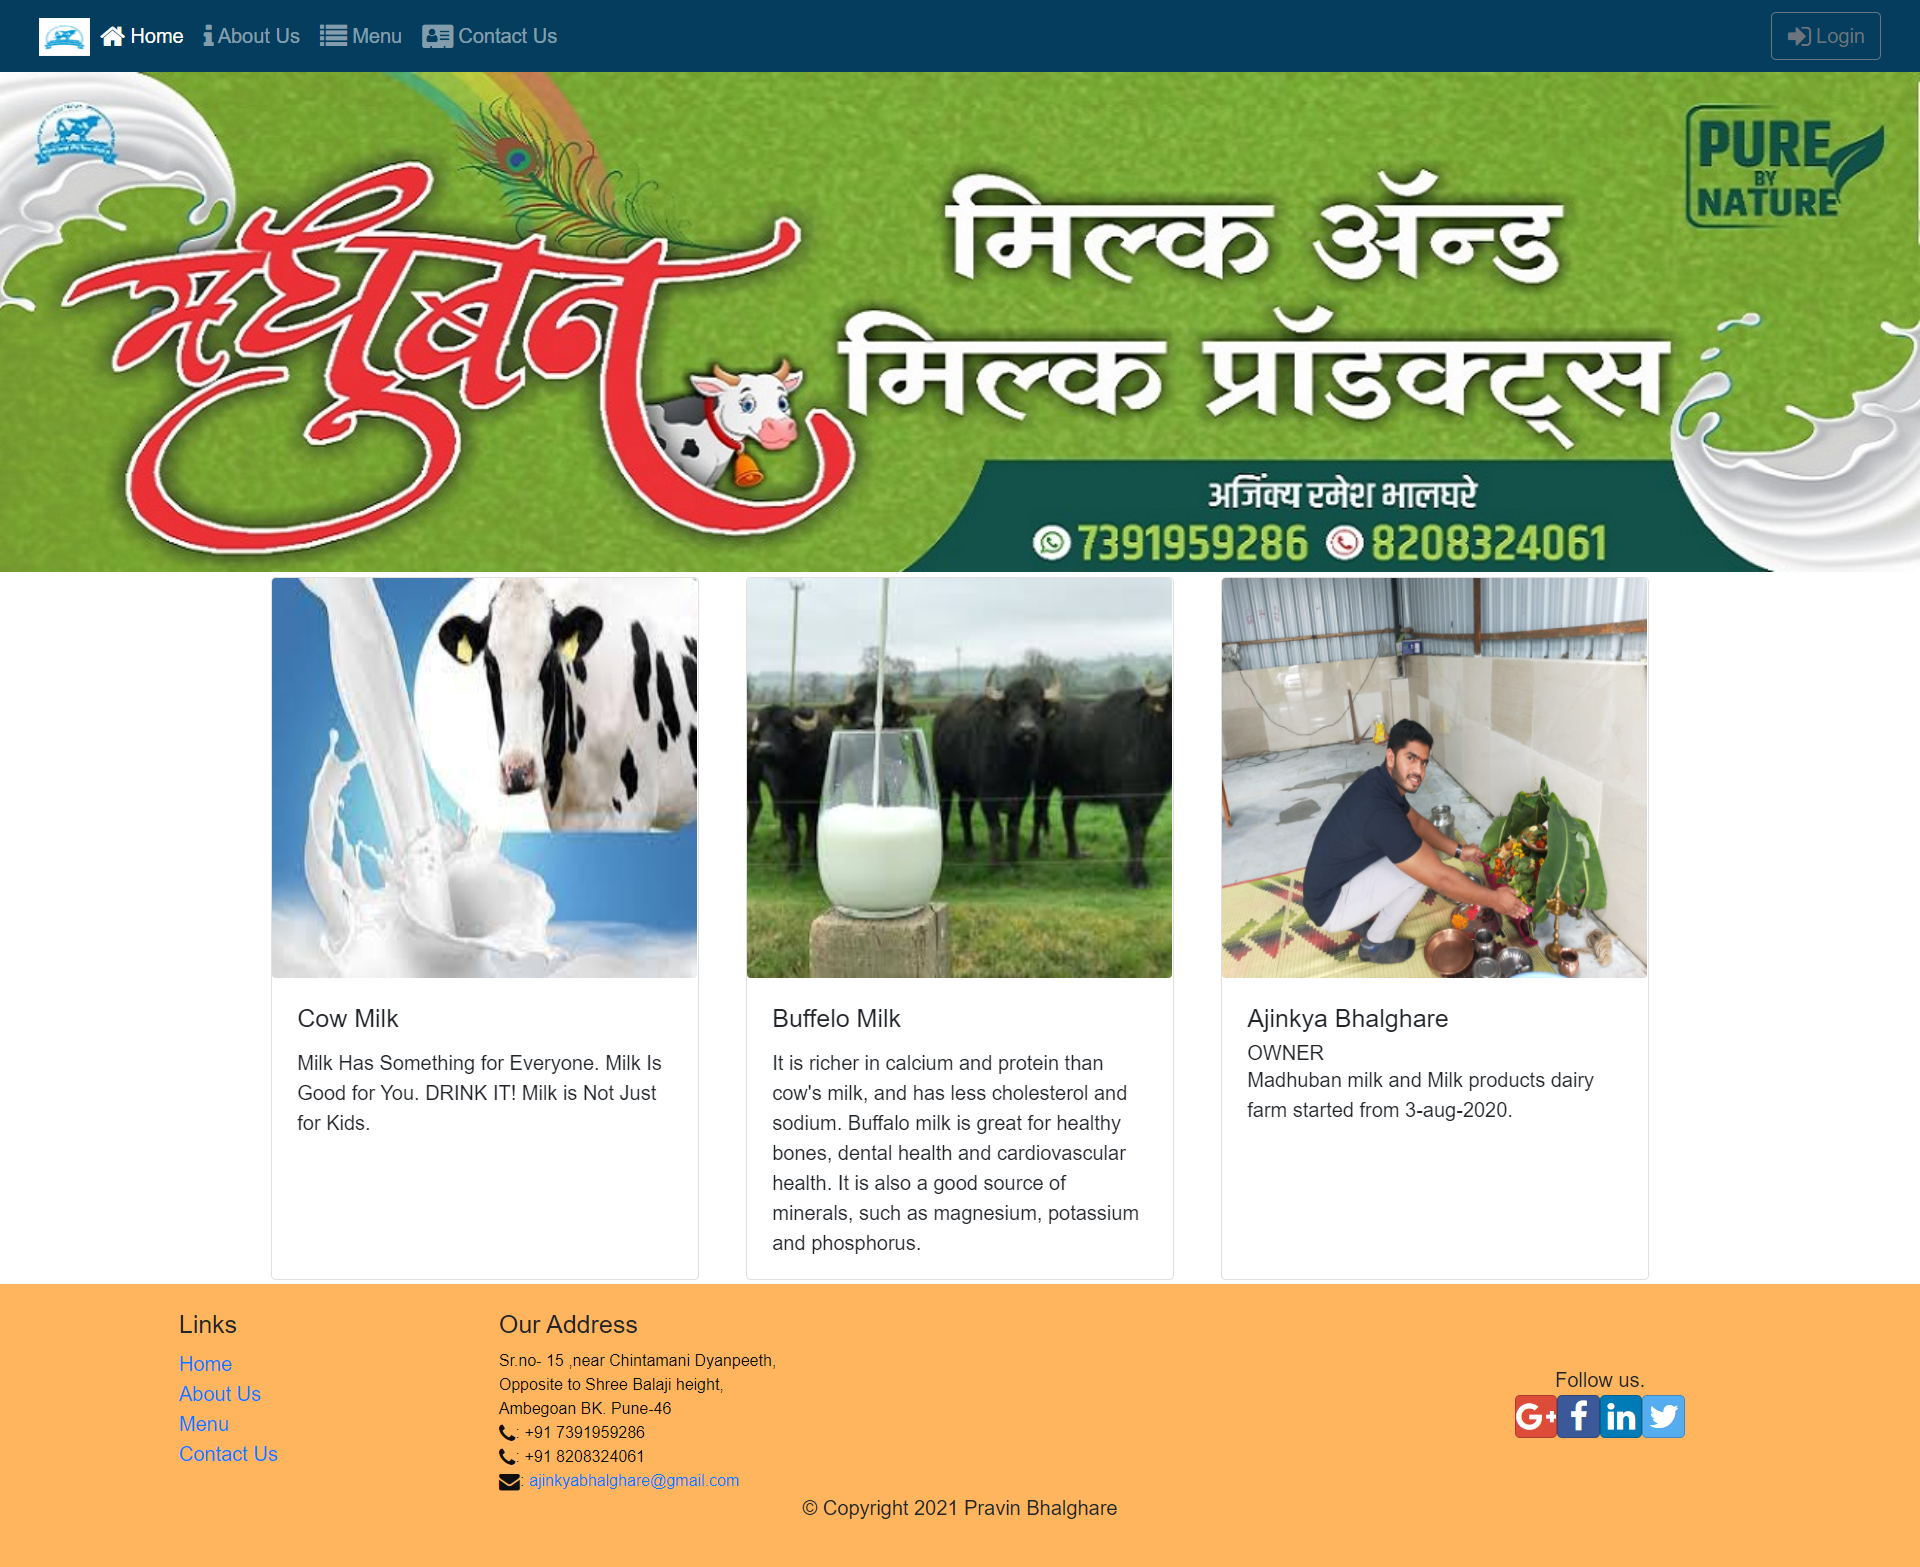 Home
About Us
Menu
Contact Us
Login
मधुबन
मिल्क ॲन्ड
मिल्क प्रॉडक्ट्स
PURE
BY
NATURE
अजिंक्य रमेश भालघरे
7391959286 8208324061
Cow Milk
Milk Has Something for Everyone. Milk Is
Good for You. DRINK IT! Milk is Not Just
for Kids.
Buffelo Milk
It is richer in calcium and protein than
cow's milk, and has less cholesterol and
sodium. Buffalo milk is great for healthy
bones, dental health and cardiovascular
health. It is also a good source of
minerals, such as magnesium, potassium
and phosphorus.
Ajinkya Bhalghare
OWNER
Madhuban milk and Milk products dairy
farm started from 3-aug-2020.
Links
Home
About Us
Menu
Contact Us
Our Address
Sr.no- 15 ,near Chintamani Dyanpeeth,
Opposite to Shree Balaji height,
Ambegoan BK. Pune-46
: +91 7391959286
: +91 8208324061
: ajinkyabhalghare@gmail.com
Follow us.
© Copyright 2021 Pravin Bhalghare